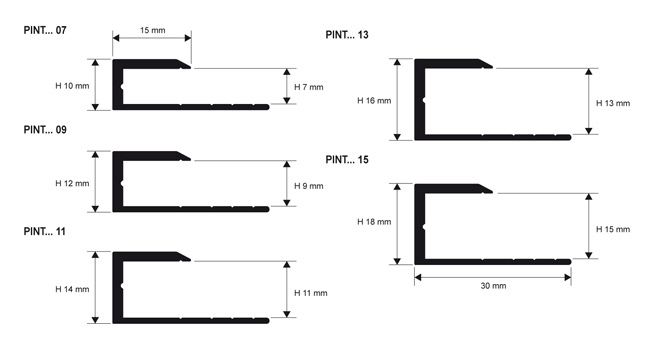 PINT... 07
15 mm
H 10 mm
H 7 mm
PINT... 09
H 12 mm
H 9 mm
PINT... 11
H 14 mm
H 11 mm
PINT... 13
H 16 mm
H 13 mm
PINT... 15
H 18 mm
H 15 mm
30 mm